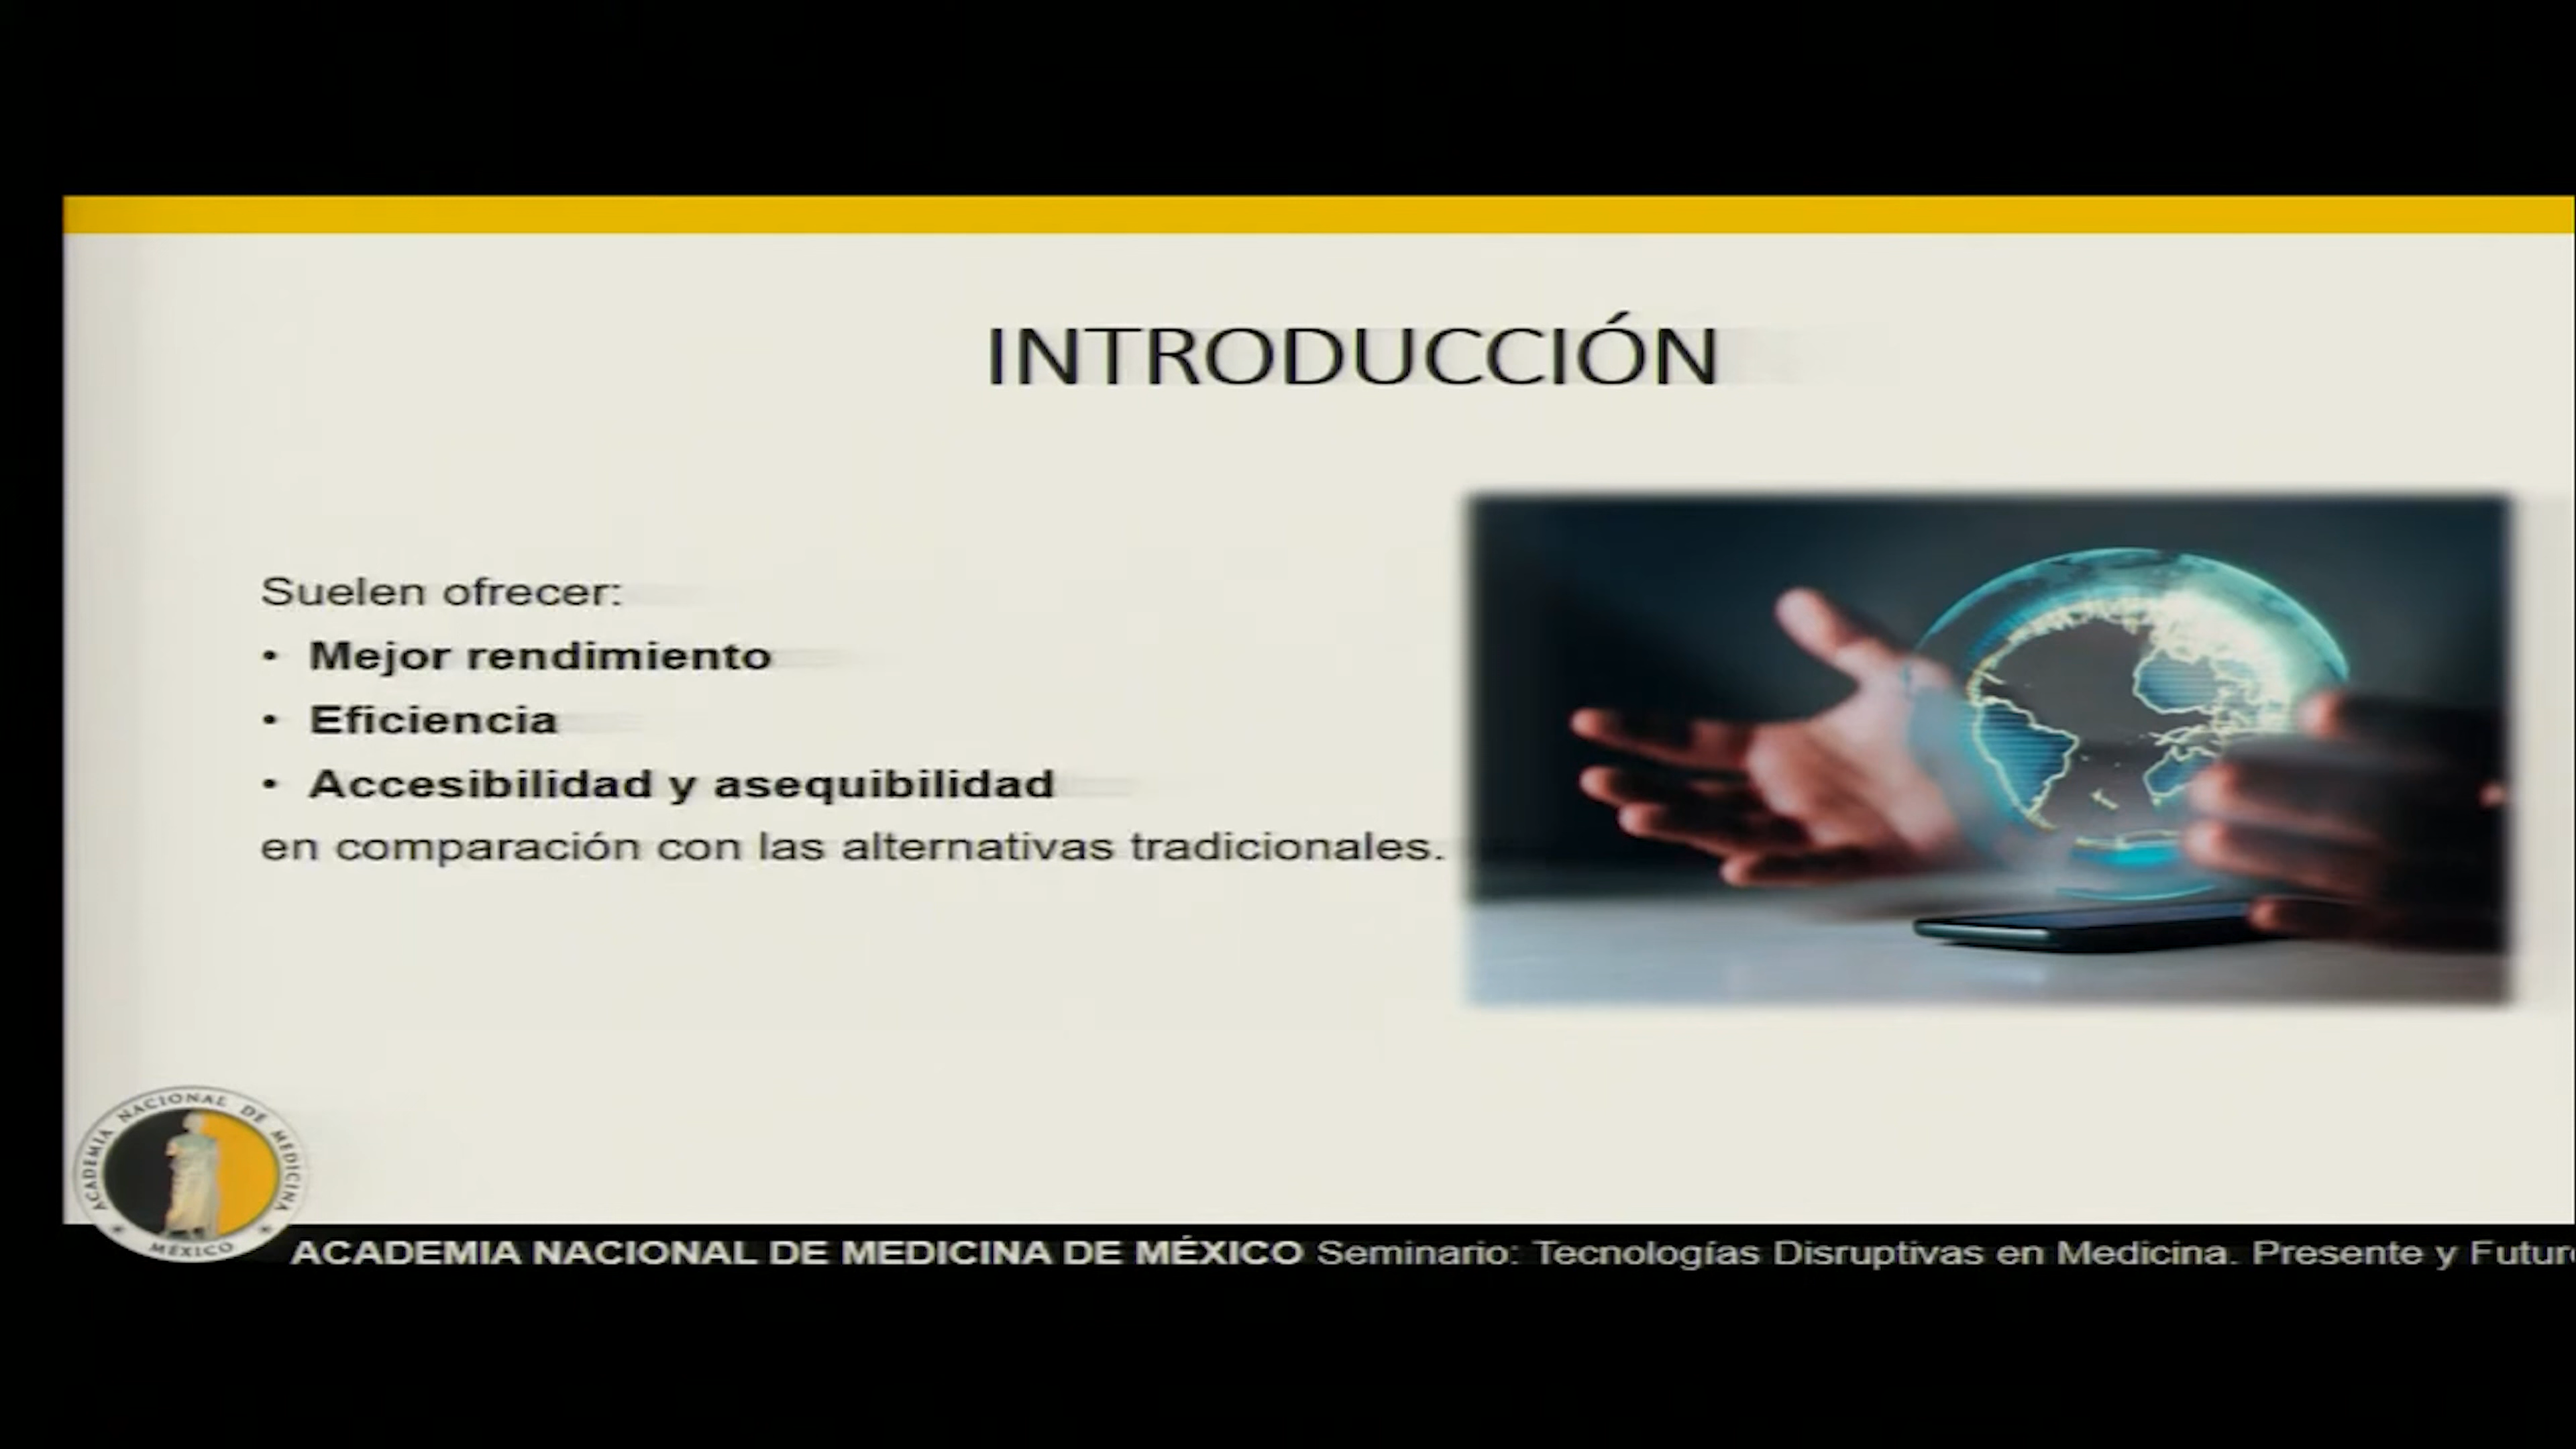 INTRODUCCIÓN
Suelen ofrecer:
• Mejor rendimiento
• Eficiencia
• Accesibilidad y asequibilidad
en comparación con las alternativas tradicionales.
ACADEMIA NACIONAL DE MEDICINA
MÉXICO
ACADEMIA NACIONAL DE MEDICINA DE MÉXICO Seminario: Tecnologías Disruptivas en Medicina. Presente y Futur